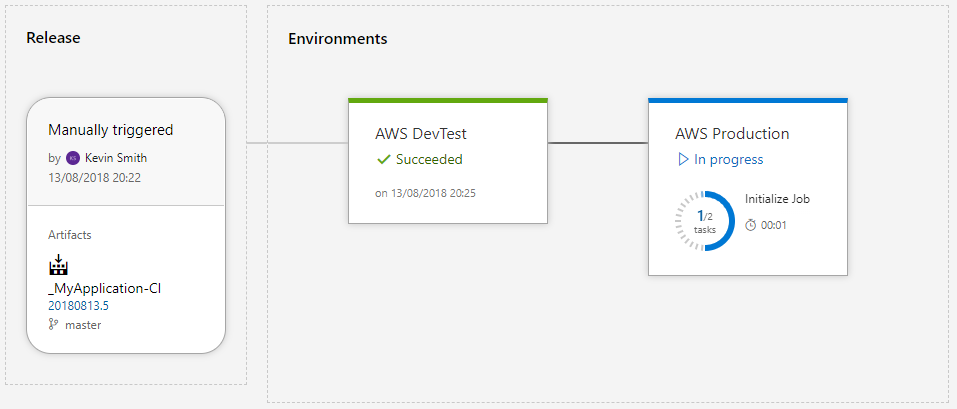 Release
Manually triggered
by KS Kevin Smith
13/08/2018 20:22
Artifacts
_MyApplication-CI
20180813.5
master
Environments
AWS DevTest
Succeeded
on 13/08/2018 20:25
AWS Production
In progress
1/2
tasks
Initialize Job
00:01